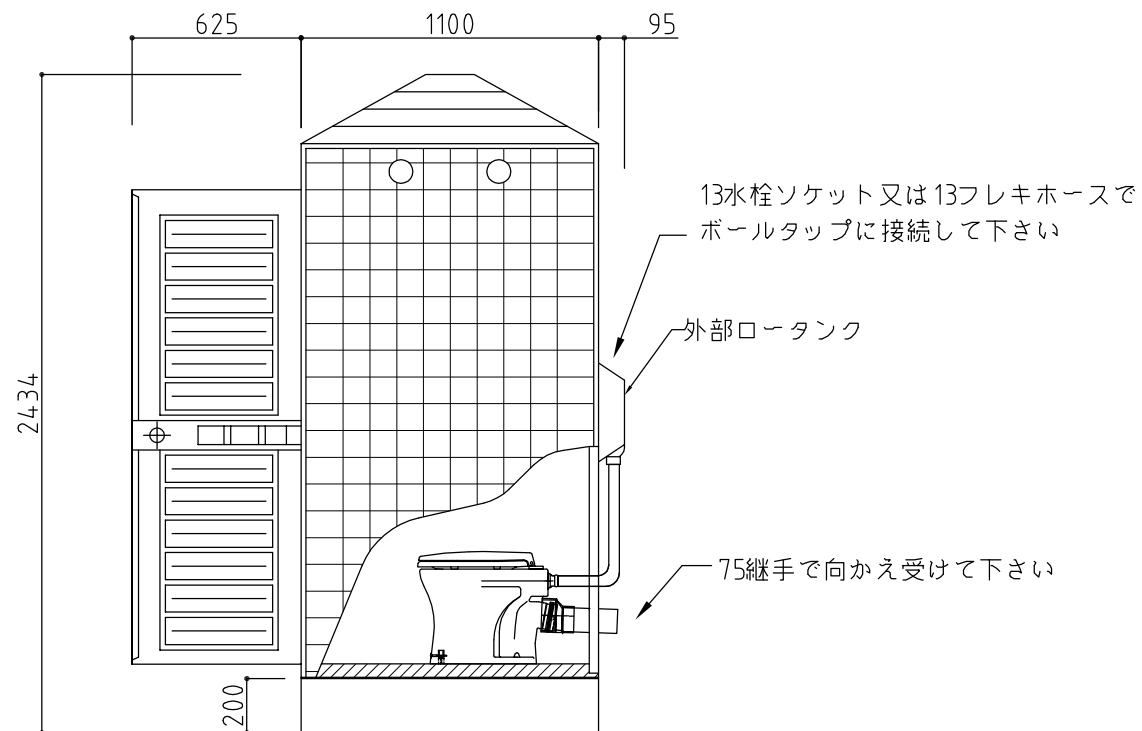 625
1100
95
13水栓ソケット又は13フレキホースで
ボールタップに接続して下さい
外部ロータンク
2434
75継手で向かえ受けて下さい
200